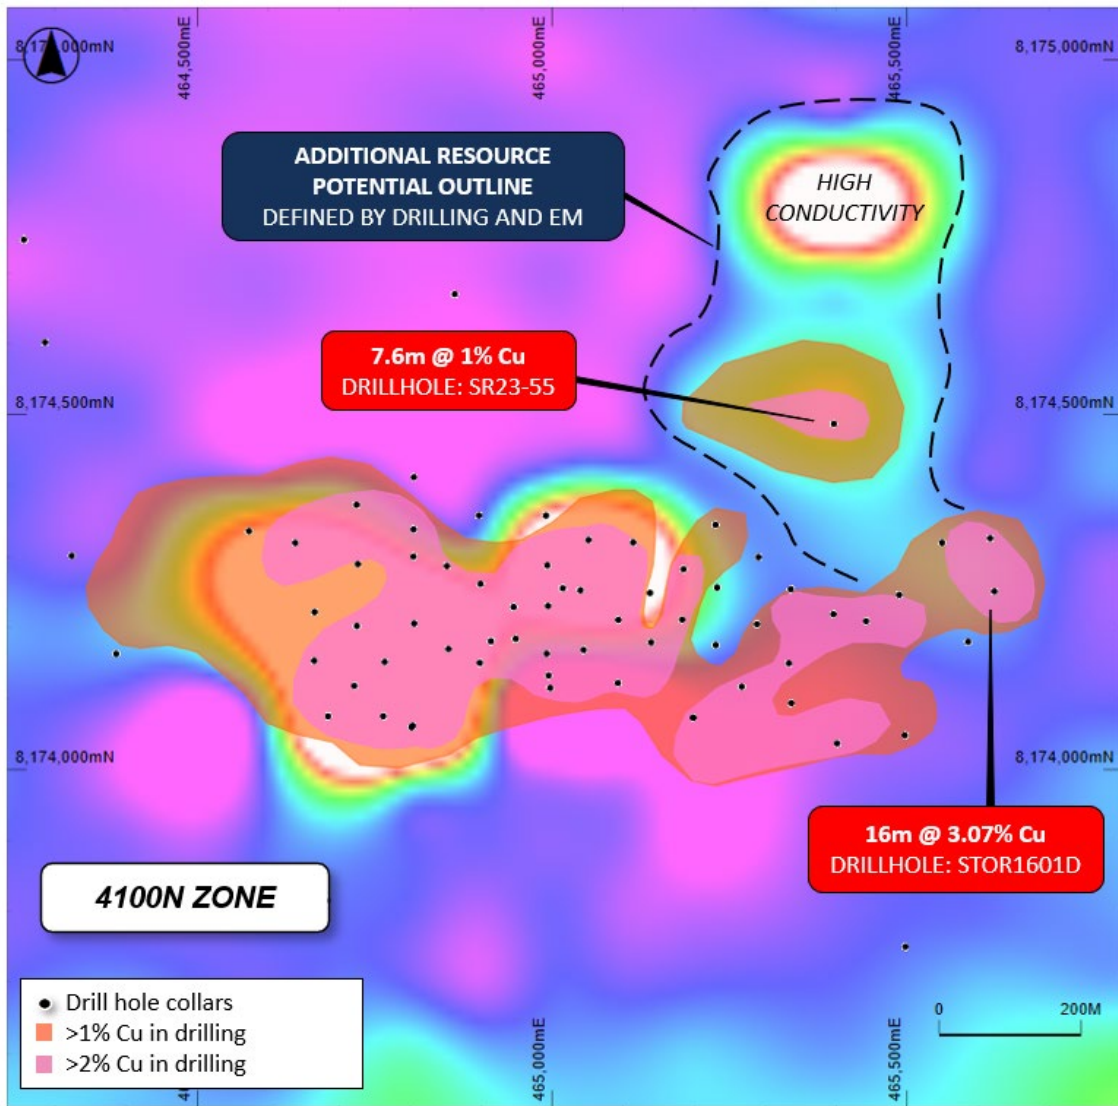 8,175,000mN
464,500mE
465,000mE
465,500mE
8,175,000mN
ADDITIONAL RESOURCE
POTENTIAL OUTLINE
DEFINED BY DRILLING AND EM
HIGH
CONDUCTIVITY
7.6m @ 1% Cu
DRILLHOLE: SR23-55
8,174,500mN
8,174,500mN
8,174,000mN
8,174,000mN
16m @ 3.07% Cu
DRILLHOLE: STOR1601D
4100N ZONE
Drill hole collars
>1% Cu in drilling
>2% Cu in drilling
0
200M
465,000mE
465,500mE